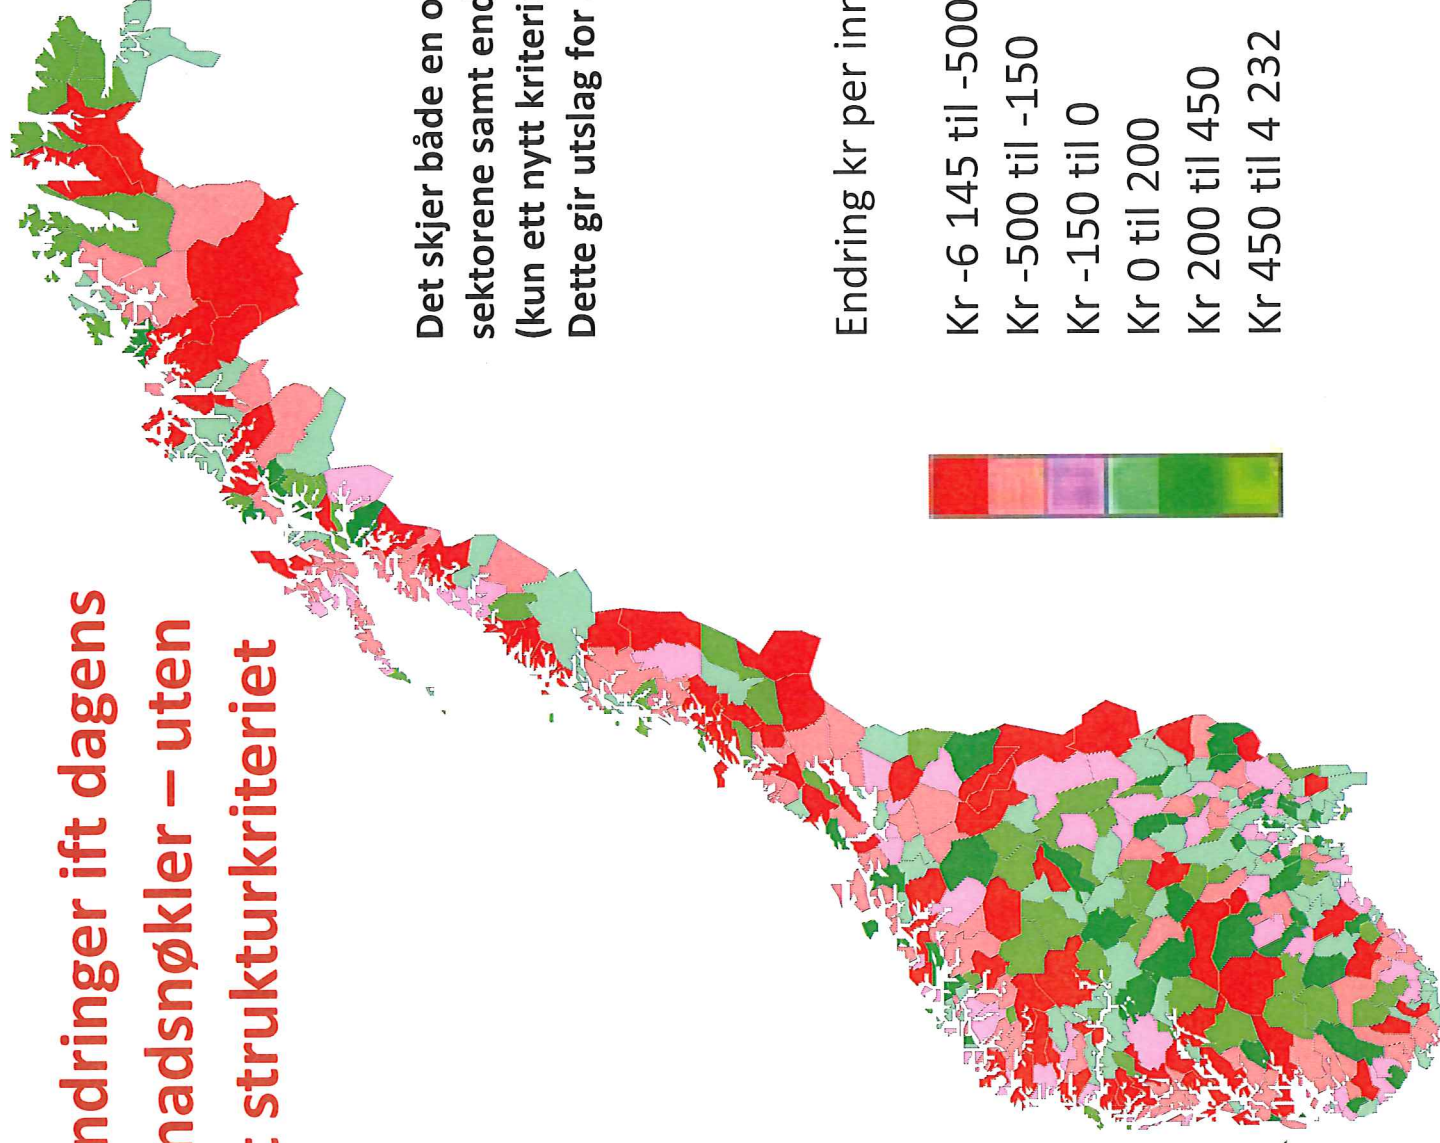 ndringer ift dagens
nadsnøkler – uten
strukturkriteriet
Det skjer både en o
sektorene samt end
(kun ett nytt kriteri
Dette gir utslag for
Endring kr per inn
Kr -6 145 til -500
Kr -500 til -150
Kr -150 til 0
Kr 0 til 200
Kr 200 til 450
Kr 450 til 4 232